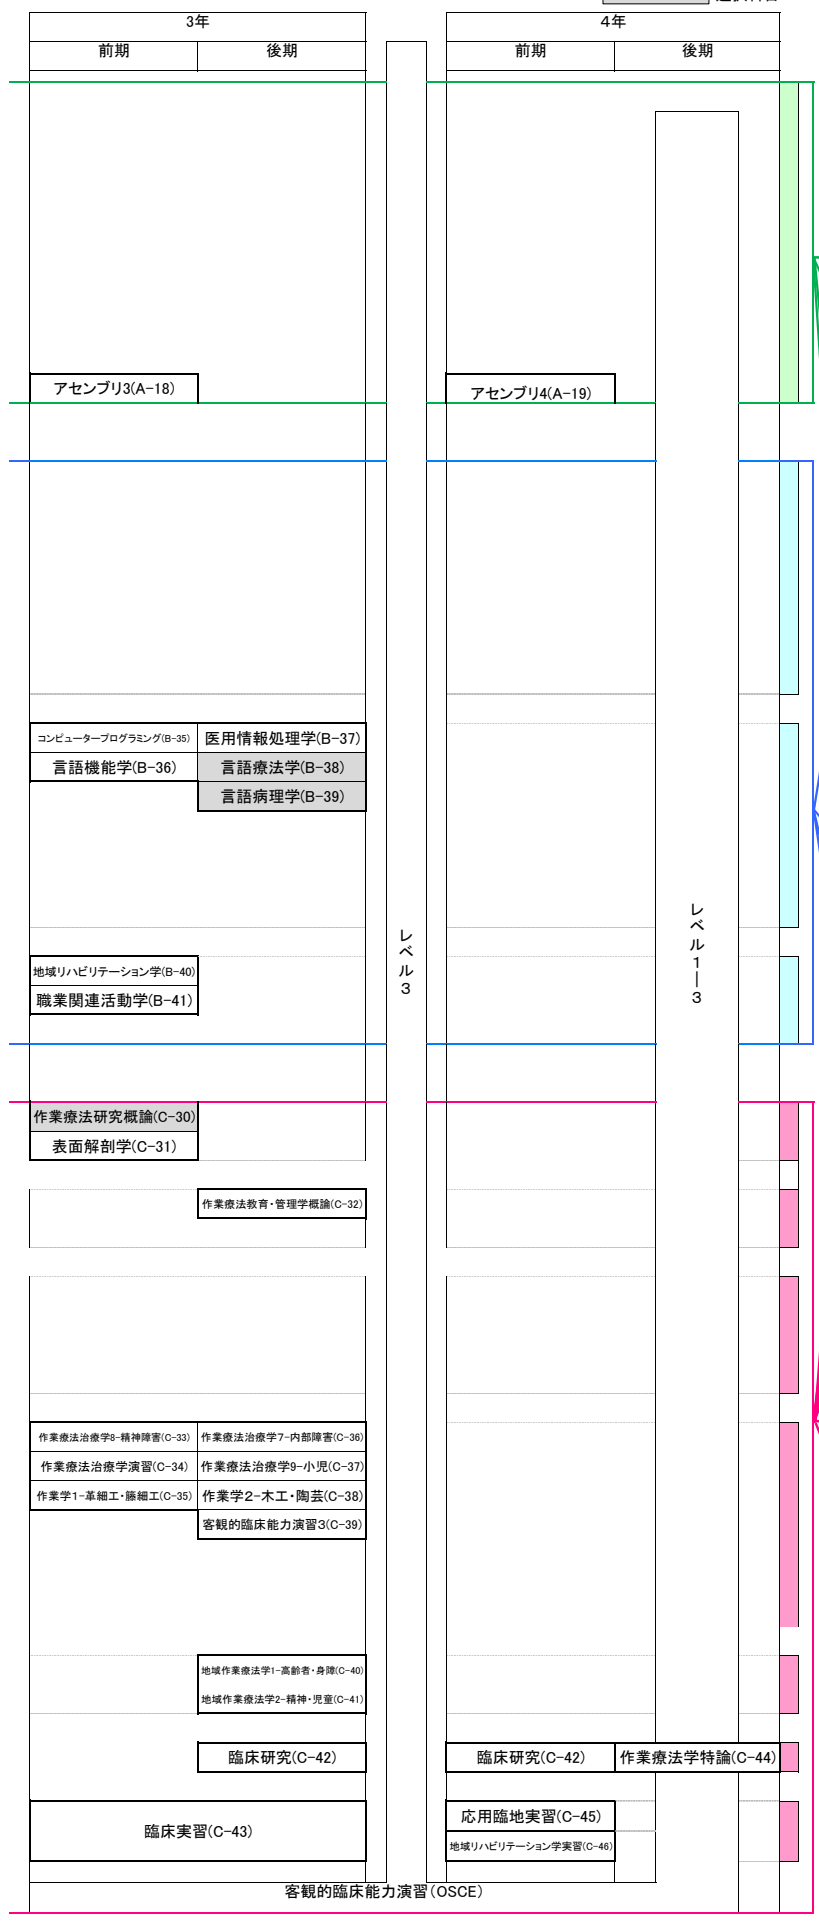 3年
4年
前期
後期
前期
後期
アセンブリ3(A-18)
アセンブリ4(A-19)
コンピュータープログラミング(B-35)
医用情報処理学(B-37)
言語機能学(B-36)
言語療法学(B-38)
言語病理学(B-39)
レベル3
レベル1―3
地域リハビリテーション学(B-40)
職業関連活動学(B-41)
作業療法研究概論(C-30)
表面解剖学(C-31)
作業療法教育・管理学概論(C-32)
作業療法治療学8-精神障害(C-33)
作業療法治療学7-内部障害(C-36)
作業療法治療学演習(C-34)
作業療法治療学9-小児(C-37)
作業学1-革細工・籐細工(C-35)
作業学2-木工・陶芸(C-38)
客観的臨床能力演習3(C-39)
地域作業療法学1-高齢者・身障(C-40)
地域作業療法学2-精神・児童(C-41)
臨床研究(C-42)
臨床研究(C-42)
作業療法学特論(C-44)
臨床実習(C-43)
応用臨地実習(C-45)
地域リハビリテーション学実習(C-46)
客観的臨床能力演習(OSCE)